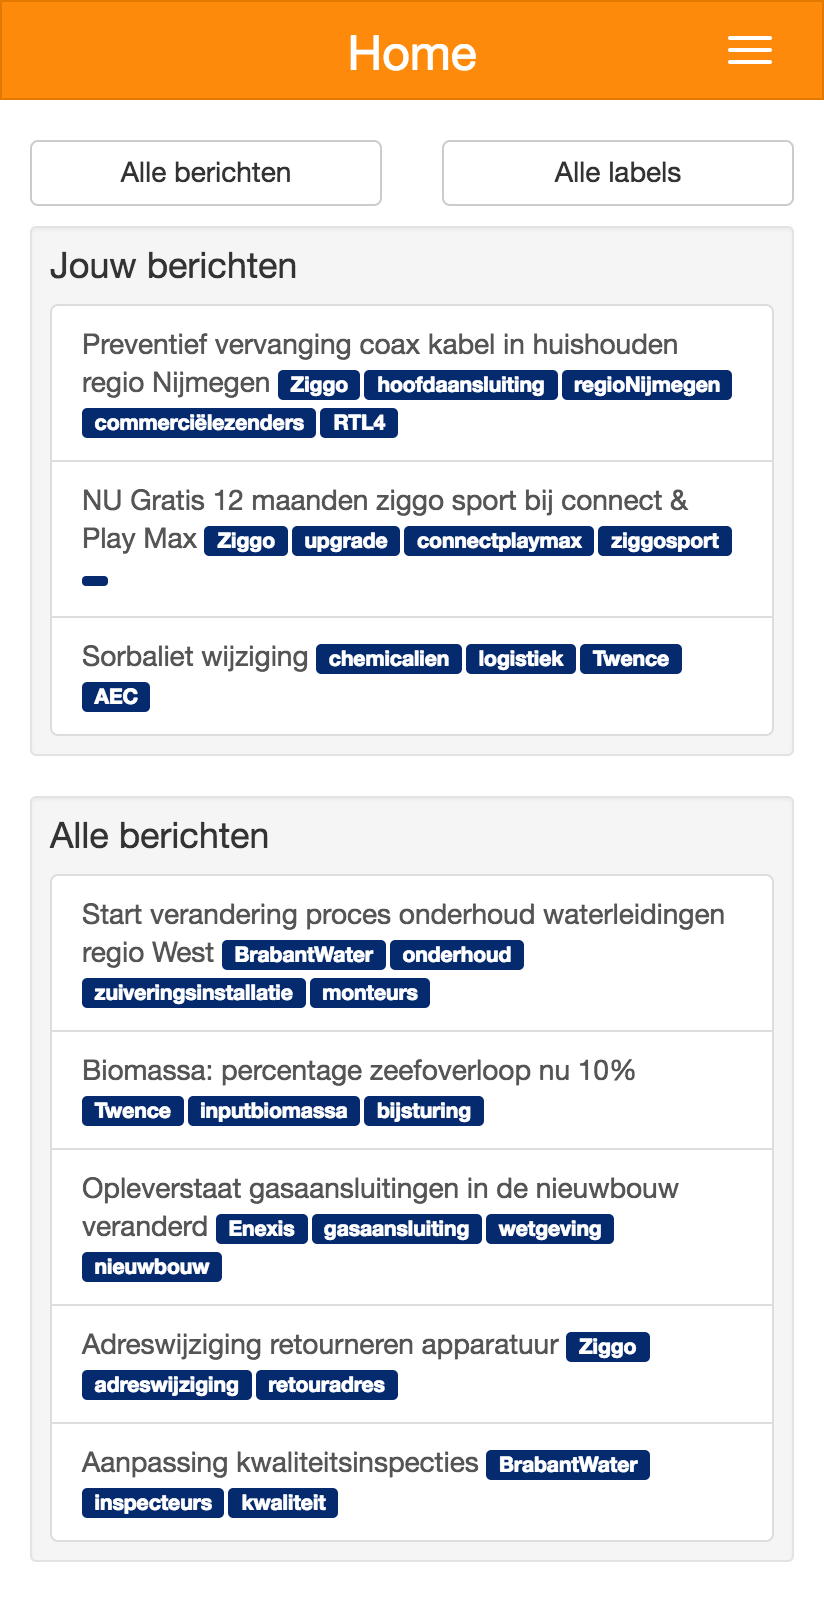 Home
Alle berichten
Alle labels
Jouw berichten
Preventief vervanging coax kabel in huishouden
regio Nijmegen Ziggo hoofdaansluiting regioNijmegen
commerciëlezenders RTL4
NU Gratis 12 maanden ziggo sport bij connect &
Play Max Ziggo upgrade connectplaymax ziggosport
Sorbaliet wijziging chemicalien logistiek Twence
AEC
Alle berichten
Start verandering proces onderhoud waterleidingen
regio West BrabantWater onderhoud
zuiveringsinstallatie monteurs
Biomassa: percentage zeefoverloop nu 10%
Twence inputbiomassa bijsturing
Opleverstaat gasaansluitingen in de nieuwbouw
veranderd Enexis gasaansluiting wetgeving
nieuwbouw
Adreswijziging retourneren apparatuur Ziggo
adreswijziging retouradres
Aanpassing kwaliteitsinspecties BrabantWater
inspecteurs kwaliteit